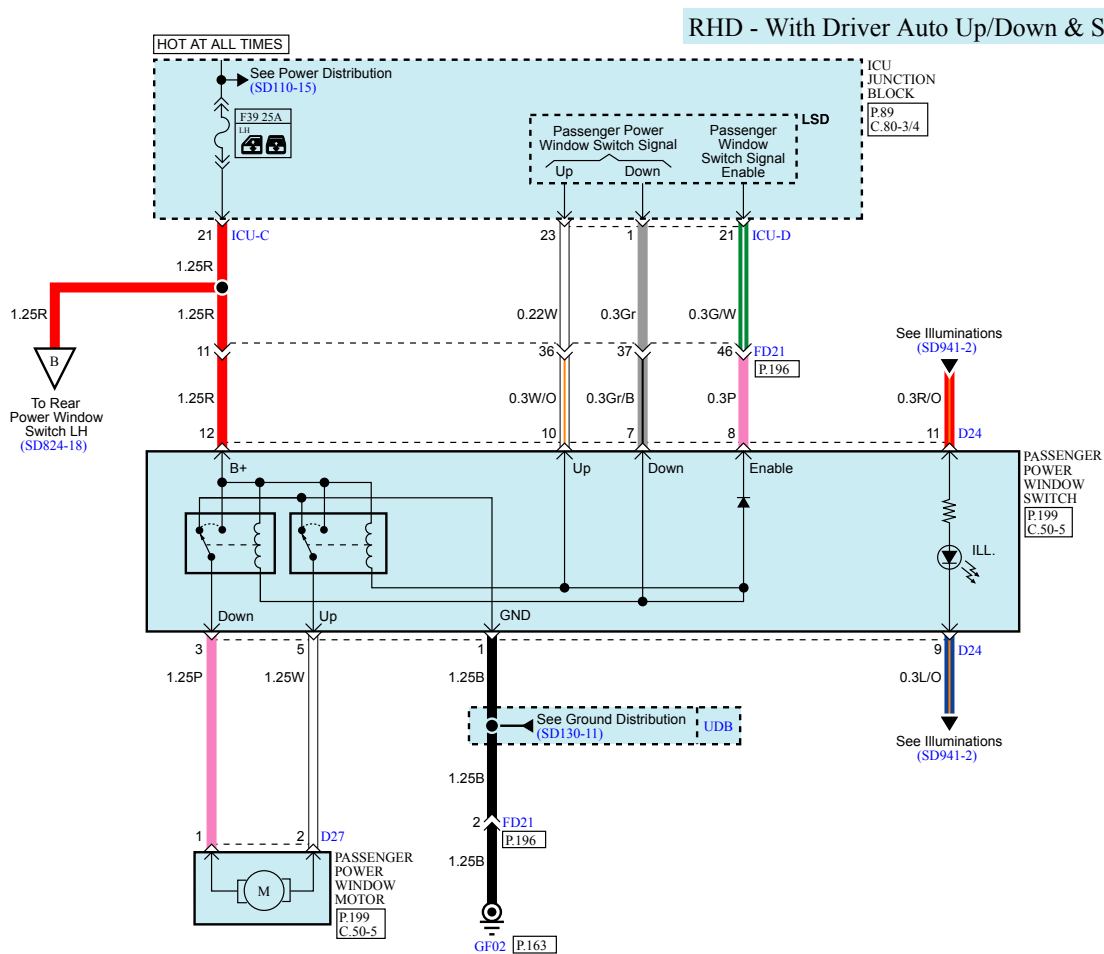 RHD - With Driver Auto Up/Down & S
HOT AT ALL TIMES
See Power Distribution
(SD110-15)
F39 25A
LH
LSD
Passenger Power
Window Switch Signal
Up
Down
Passenger
Window
Switch Signal
Enable
ICU
JUNCTION
BLOCK
P.89
C.80-3/4
21
ICU-C
23
1
21
ICU-D
1.25R
1.25R
1.25R
0.22W
0.3Gr
0.3G/W
B
To Rear
Power Window
Switch LH
(SD824-18)
11
36
37
46
FD21
P.196
See Illuminations
(SD941-2)
1.25R
0.3W/O
0.3Gr/B
0.3P
0.3R/O
12
10
7
8
11
D24
B+
Up
Down
Enable
PASSENGER
POWER
WINDOW
SWITCH
P.199
C.50-5
ILL.
Down
Up
GND
3
5
1
9
D24
1.25P
1.25W
1.25B
0.3L/O
See Ground Distribution
(SD130-11)
UDB
See Illuminations
(SD941-2)
1.25B
2
FD21
P.196
1
2
D27
1.25B
M
PASSENGER
POWER
WINDOW
MOTOR
P.199
C.50-5
GF02
P.163